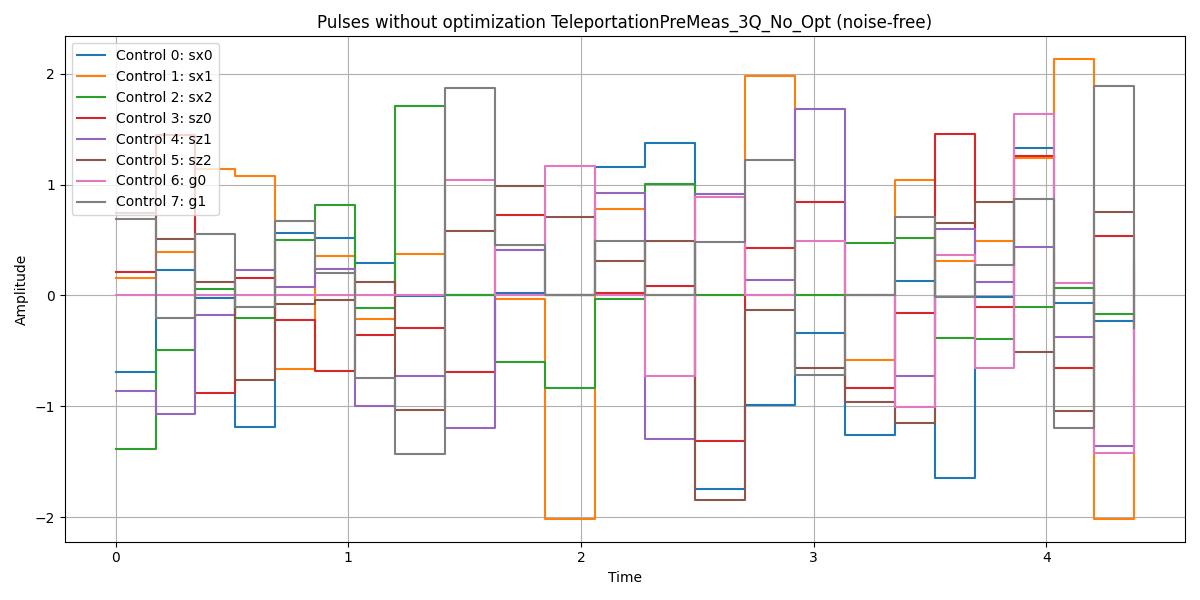 Pulses without optimization TeleportationPreMeas_3Q_No_Opt (noise-free)
Control 0: sx0
Control 1: sx1
Control 2: sx2
Control 3: sz0
Control 4: sz1
Control 5: sz2
Control 6: g0
Control 7: g1
Amplitude
2
1
0
−1
−2
0
1
2
3
4
Time